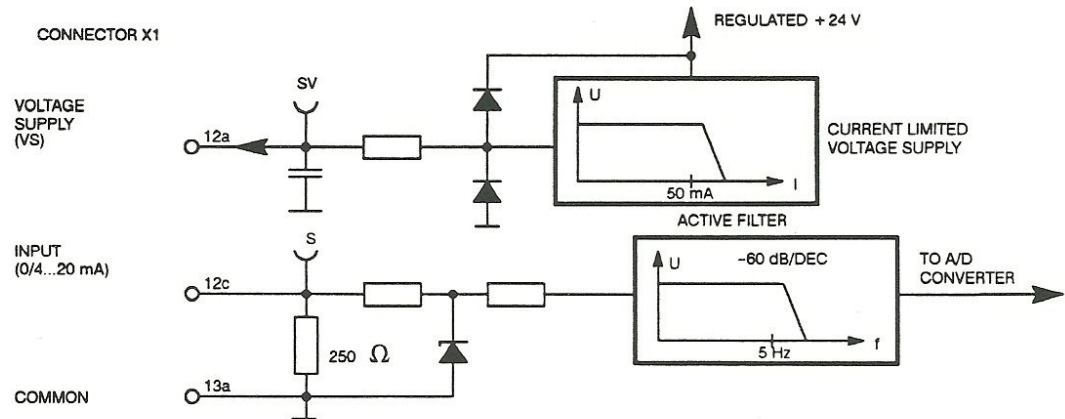 REGULATED + 24 V
CONNECTOR X1
SV
U
VOLTAGE
SUPPLY
(VS)
12a
CURRENT LIMITED
VOLTAGE SUPPLY
50 mA
I
ACTIVE FILTER
INPUT
(0/4...20 mA)
S
U
-60 dB/DEC
TO A/D
CONVERTER
12c
5 Hz
f
250 Ω
COMMON
13a